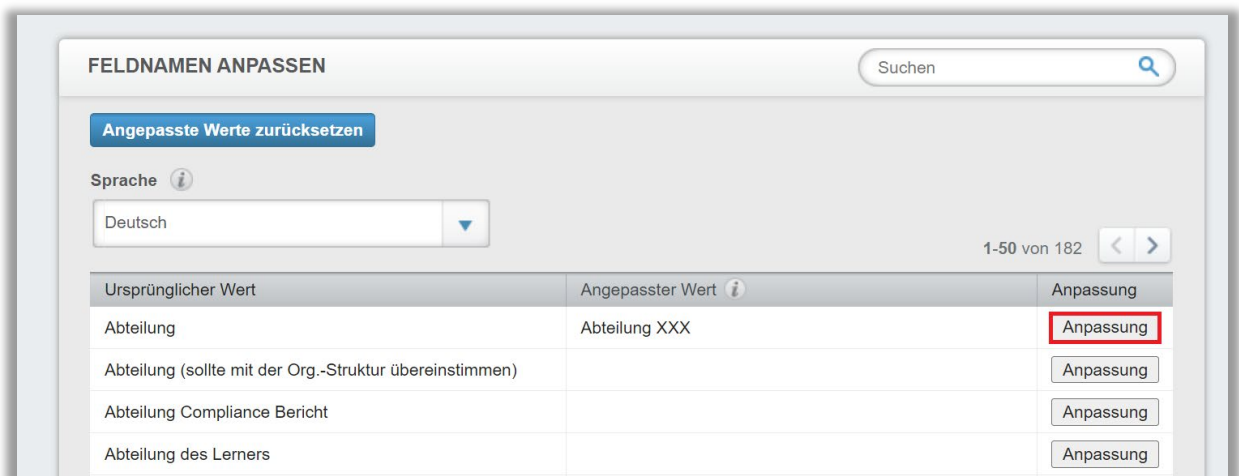 FELDNAMEN ANPASSEN
Suchen
Angepasste Werte zurücksetzen
Sprache
Deutsch
1-50 von 182
Ursprünglicher Wert Angepasster Wert Anpassung
Abteilung Abteilung XXX Anpassung
Abteilung (sollte mit der Org.-Struktur übereinstimmen) Anpassung
Abteilung Compliance Bericht Anpassung
Abteilung des Lerners Anpassung